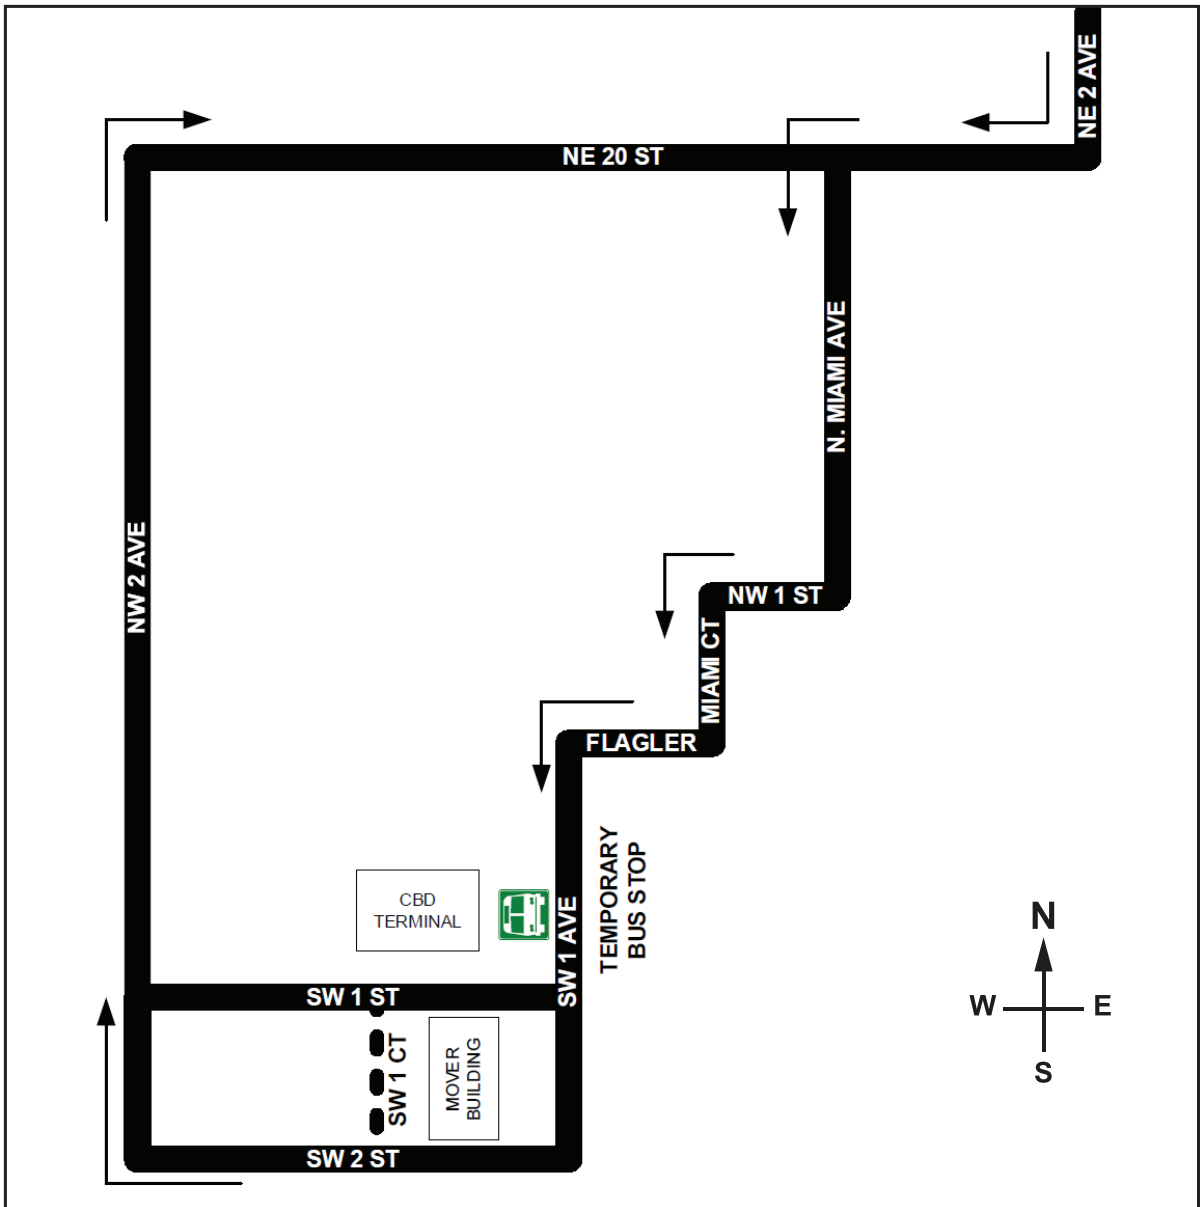 NE 2 AVE
NE 20 ST
N. MIAMI AVE
NW 2 AVE
NW 1 ST
MIAMI CT
FLAGLER
TEMPORARY
BUS STOP
CBD
TERMINAL
SW 1 AVE
N
W
E
S
SW 1 ST
SW 1 CT
MOVER
BUILDING
SW 2 ST